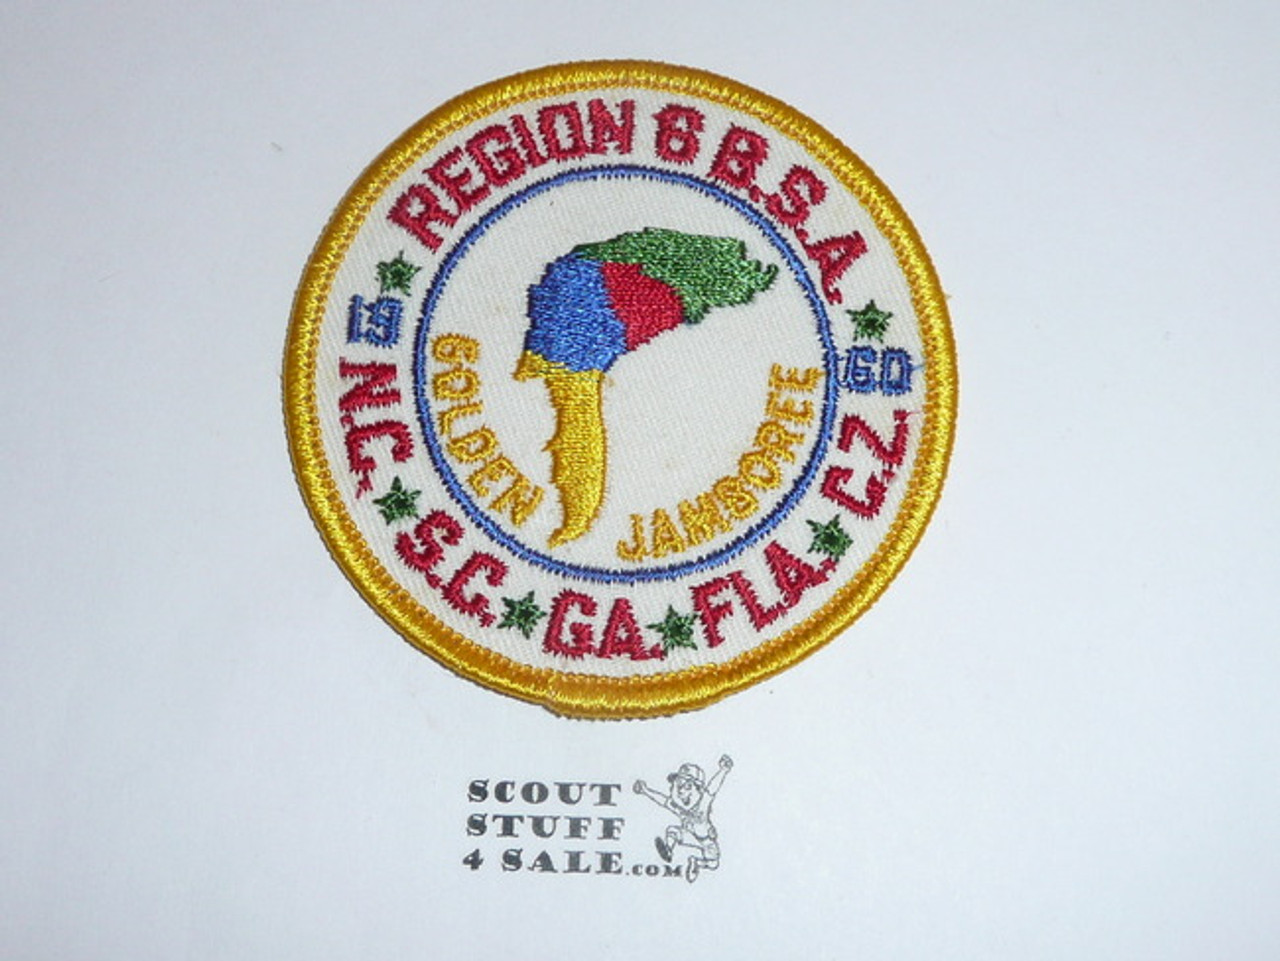 REGION 6 B.S.A.
19
60
N.C. S.C. GA. FLA. C.Z.
GOLDEN JAMBOREE
SCOUT
STUFF
4 SALE.COM